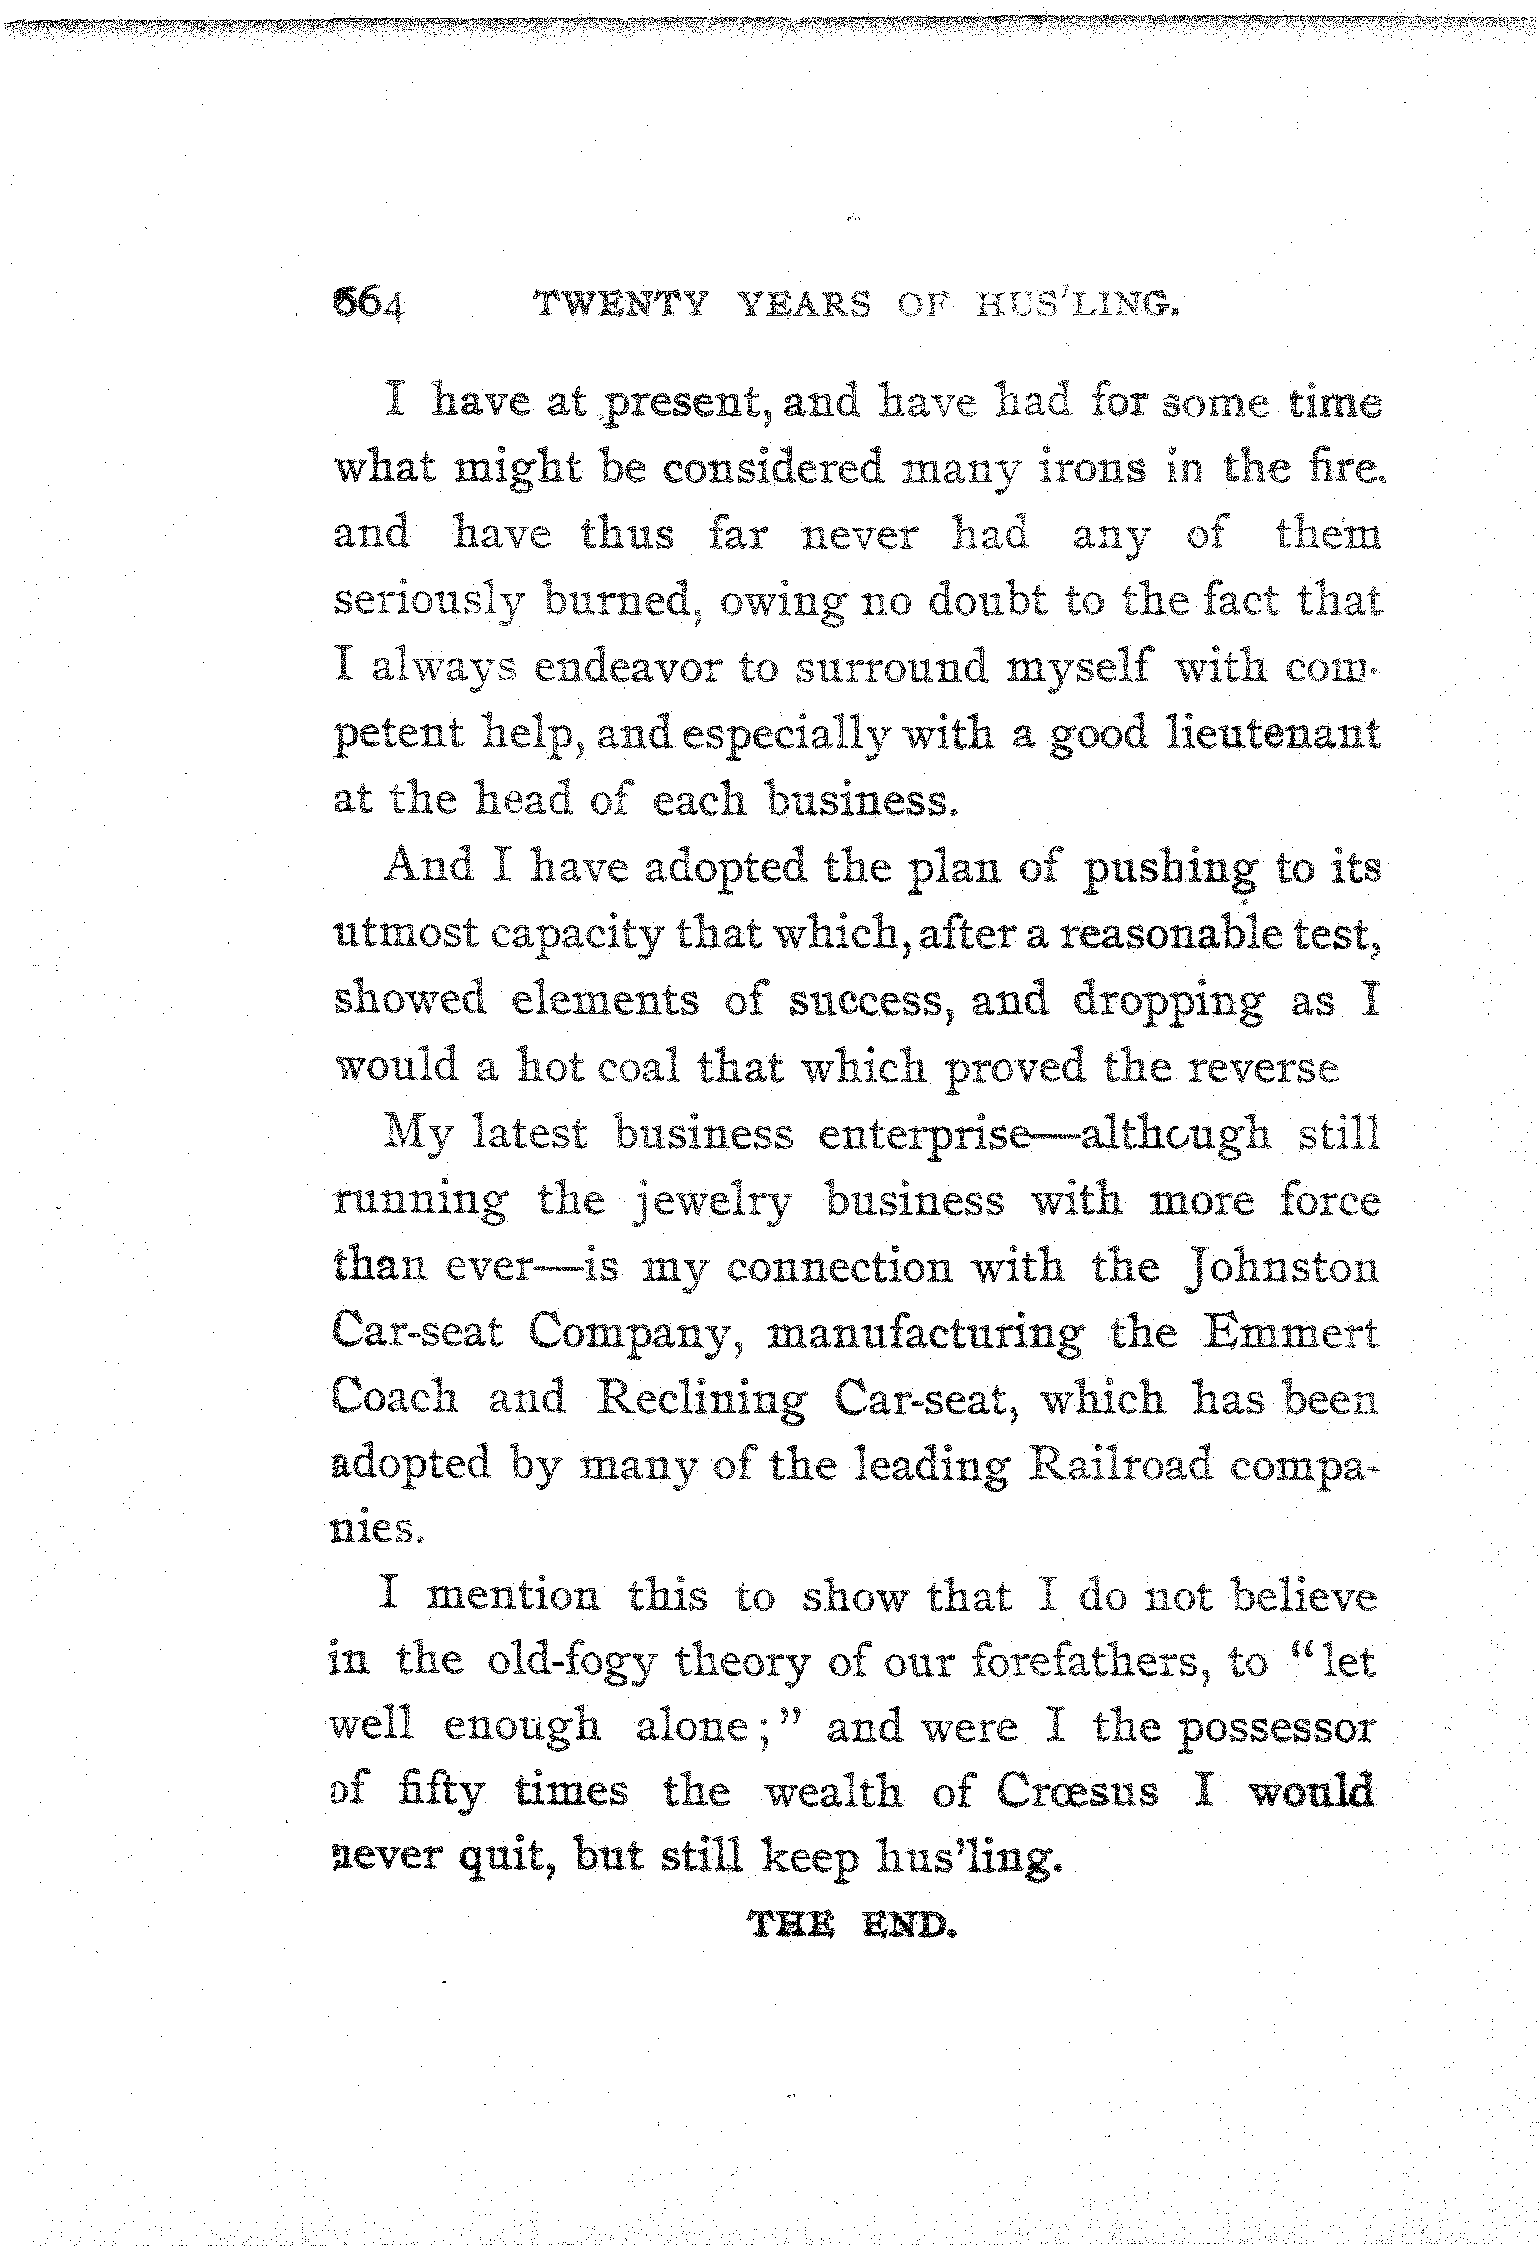 664 TWENTY YEARS OF HUS'LING.
I have at present, and have had for some time
what might be considered many irons in the fire.
and have thus far never had any of them
seriously burned, owing no doubt to the fact that
I always endeavor to surround myself with com-
petent help, and especially with a good lieutenant
at the head of each business.
And I have adopted the plan of pushing to its
utmost capacity that which, after a reasonable test,
showed elements of success, and dropping as I
would a hot coal that which proved the reverse
My latest business enterprise—although still
running the jewelry business with more force
than ever—is my connection with the Johnston
Car-seat Company, manufacturing the Emmert
Coach and Reclining Car-seat, which has been
adopted by many of the leading Railroad compa-
nies.
I mention this to show that I do not believe
in the old-fogy theory of our forefathers, to "let
well enough alone;" and were I the possessor
of fifty times the wealth of Crœsus I would
never quit, but still keep hus'ling.
THE END.